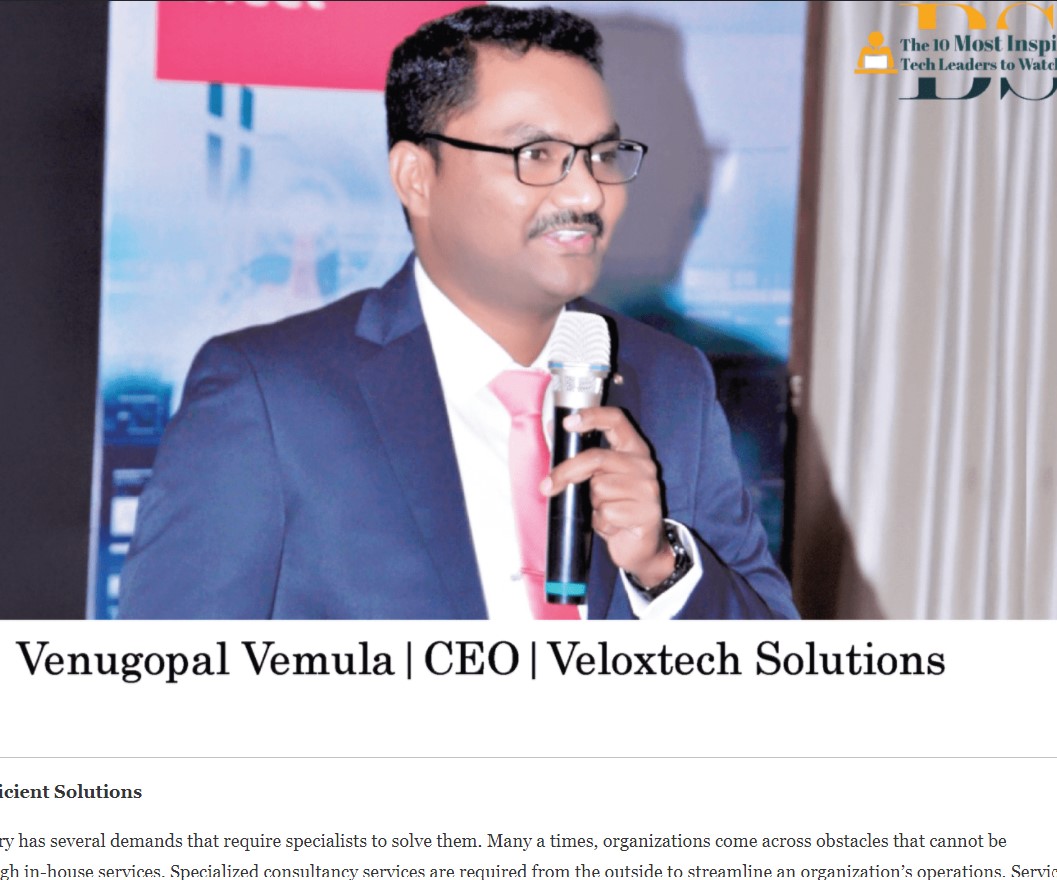 The 10 Most Inspi
Tech Leaders to Watch
Venugopal Vemula | CEO | Veloxtech Solutions
icient Solutions
ry has several demands that require specialists to solve them. Many a times, organizations come across obstacles that cannot be
gh in-house services. Specialized consultancy services are required from the outside to streamline an organization’s operations. Servic